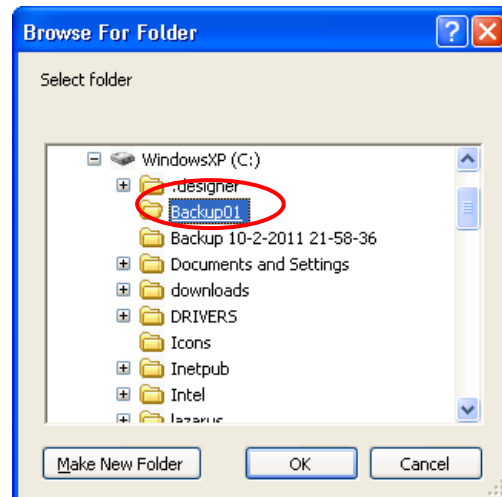 Browse For Folder
Select folder
WindowsXP (C:)
.designer
Backup01
Backup 10-2-2011 21-58-36
Documents and Settings
downloads
DRIVERS
Icons
Inetpub
Intel
lazarus
Make New Folder OK Cancel